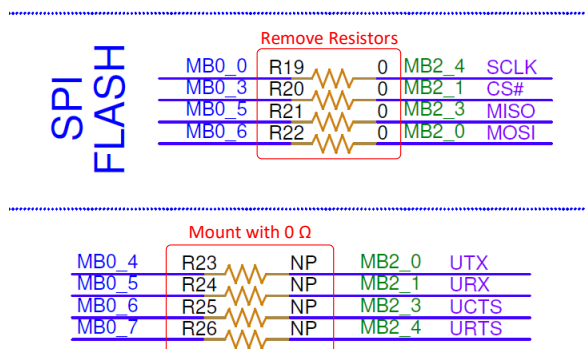 Remove Resistors
SPI
FLASH
MB0_0 R19 0 MB2_4 SCLK
MB0_3 R20 0 MB2_1 CS#
MB0_5 R21 0 MB2_3 MISO
MB0_6 R22 0 MB2_0 MOSI
Mount with 0 Ω
MB0_4 R23 NP MB2_0 UTX
MB0_5 R24 NP MB2_1 URX
MB0_6 R25 NP MB2_3 UCTS
MB0_7 R26 NP MB2_4 URTS